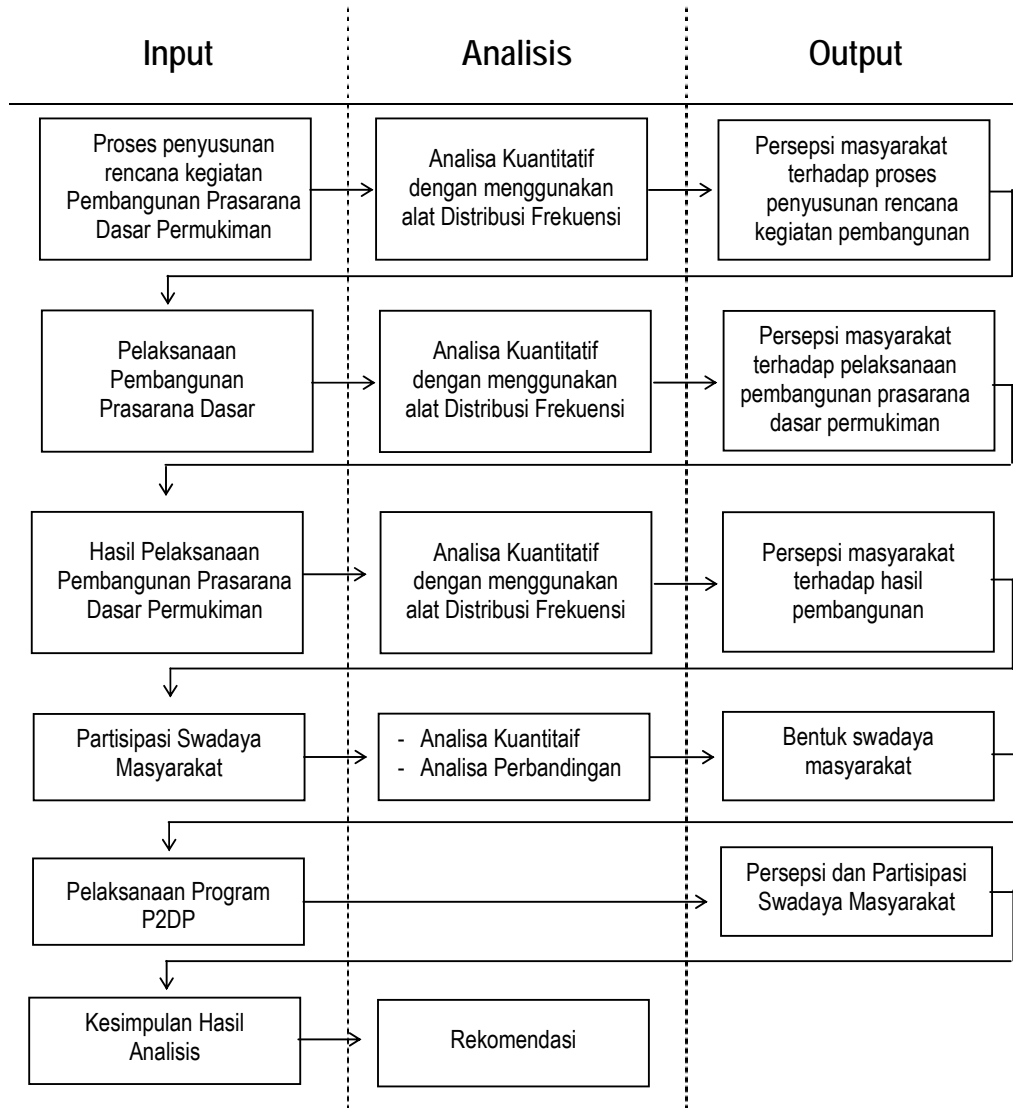 Input
Analisis
Output
Proses penyusunan
rencana kegiatan
Pembangunan Prasarana
Dasar Permukiman
Analisa Kuantitatif
dengan menggunakan
alat Distribusi Frekuensi
Persepsi masyarakat
terhadap proses
penyusunan rencana
kegiatan pembangunan
Pelaksanaan
Pembangunan
Prasarana Dasar
Analisa Kuantitatif
dengan menggunakan
alat Distribusi Frekuensi
Persepsi masyarakat
terhadap pelaksanaan
pembangunan prasarana
dasar permukiman
Hasil Pelaksanaan
Pembangunan Prasarana
Dasar Permukiman
Analisa Kuantitatif
dengan menggunakan
alat Distribusi Frekuensi
Persepsi masyarakat
terhadap hasil
pembangunan
Partisipasi Swadaya
Masyarakat
- Analisa Kuantitaif
- Analisa Perbandingan
Bentuk swadaya
masyarakat
Pelaksanaan Program
P2DP
Persepsi dan Partisipasi
Swadaya Masyarakat
Kesimpulan Hasil
Analisis
Rekomendasi